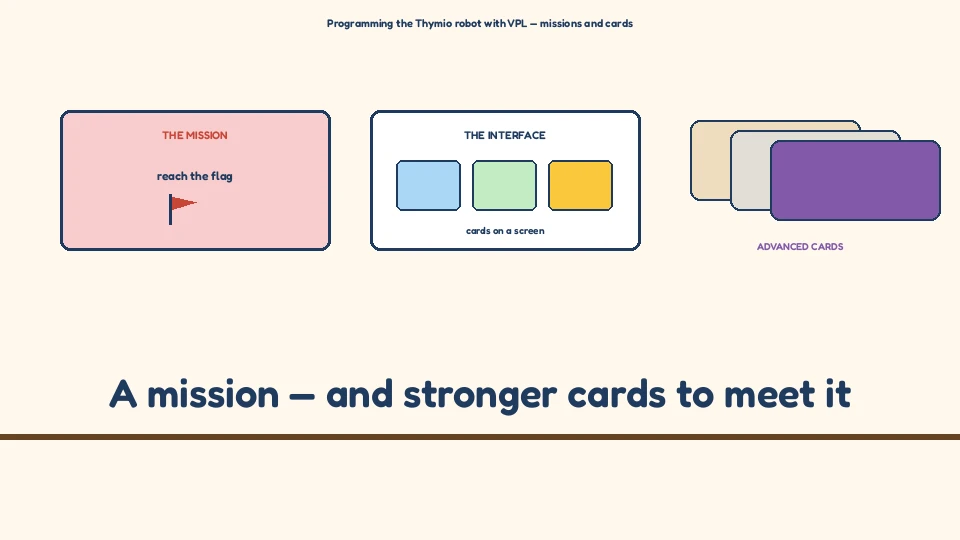 Programming the Thymio robot with VPL — missions and cards
THE MISSION
reach the flag
THE INTERFACE
cards on a screen
ADVANCED CARDS
A mission — and stronger cards to meet it